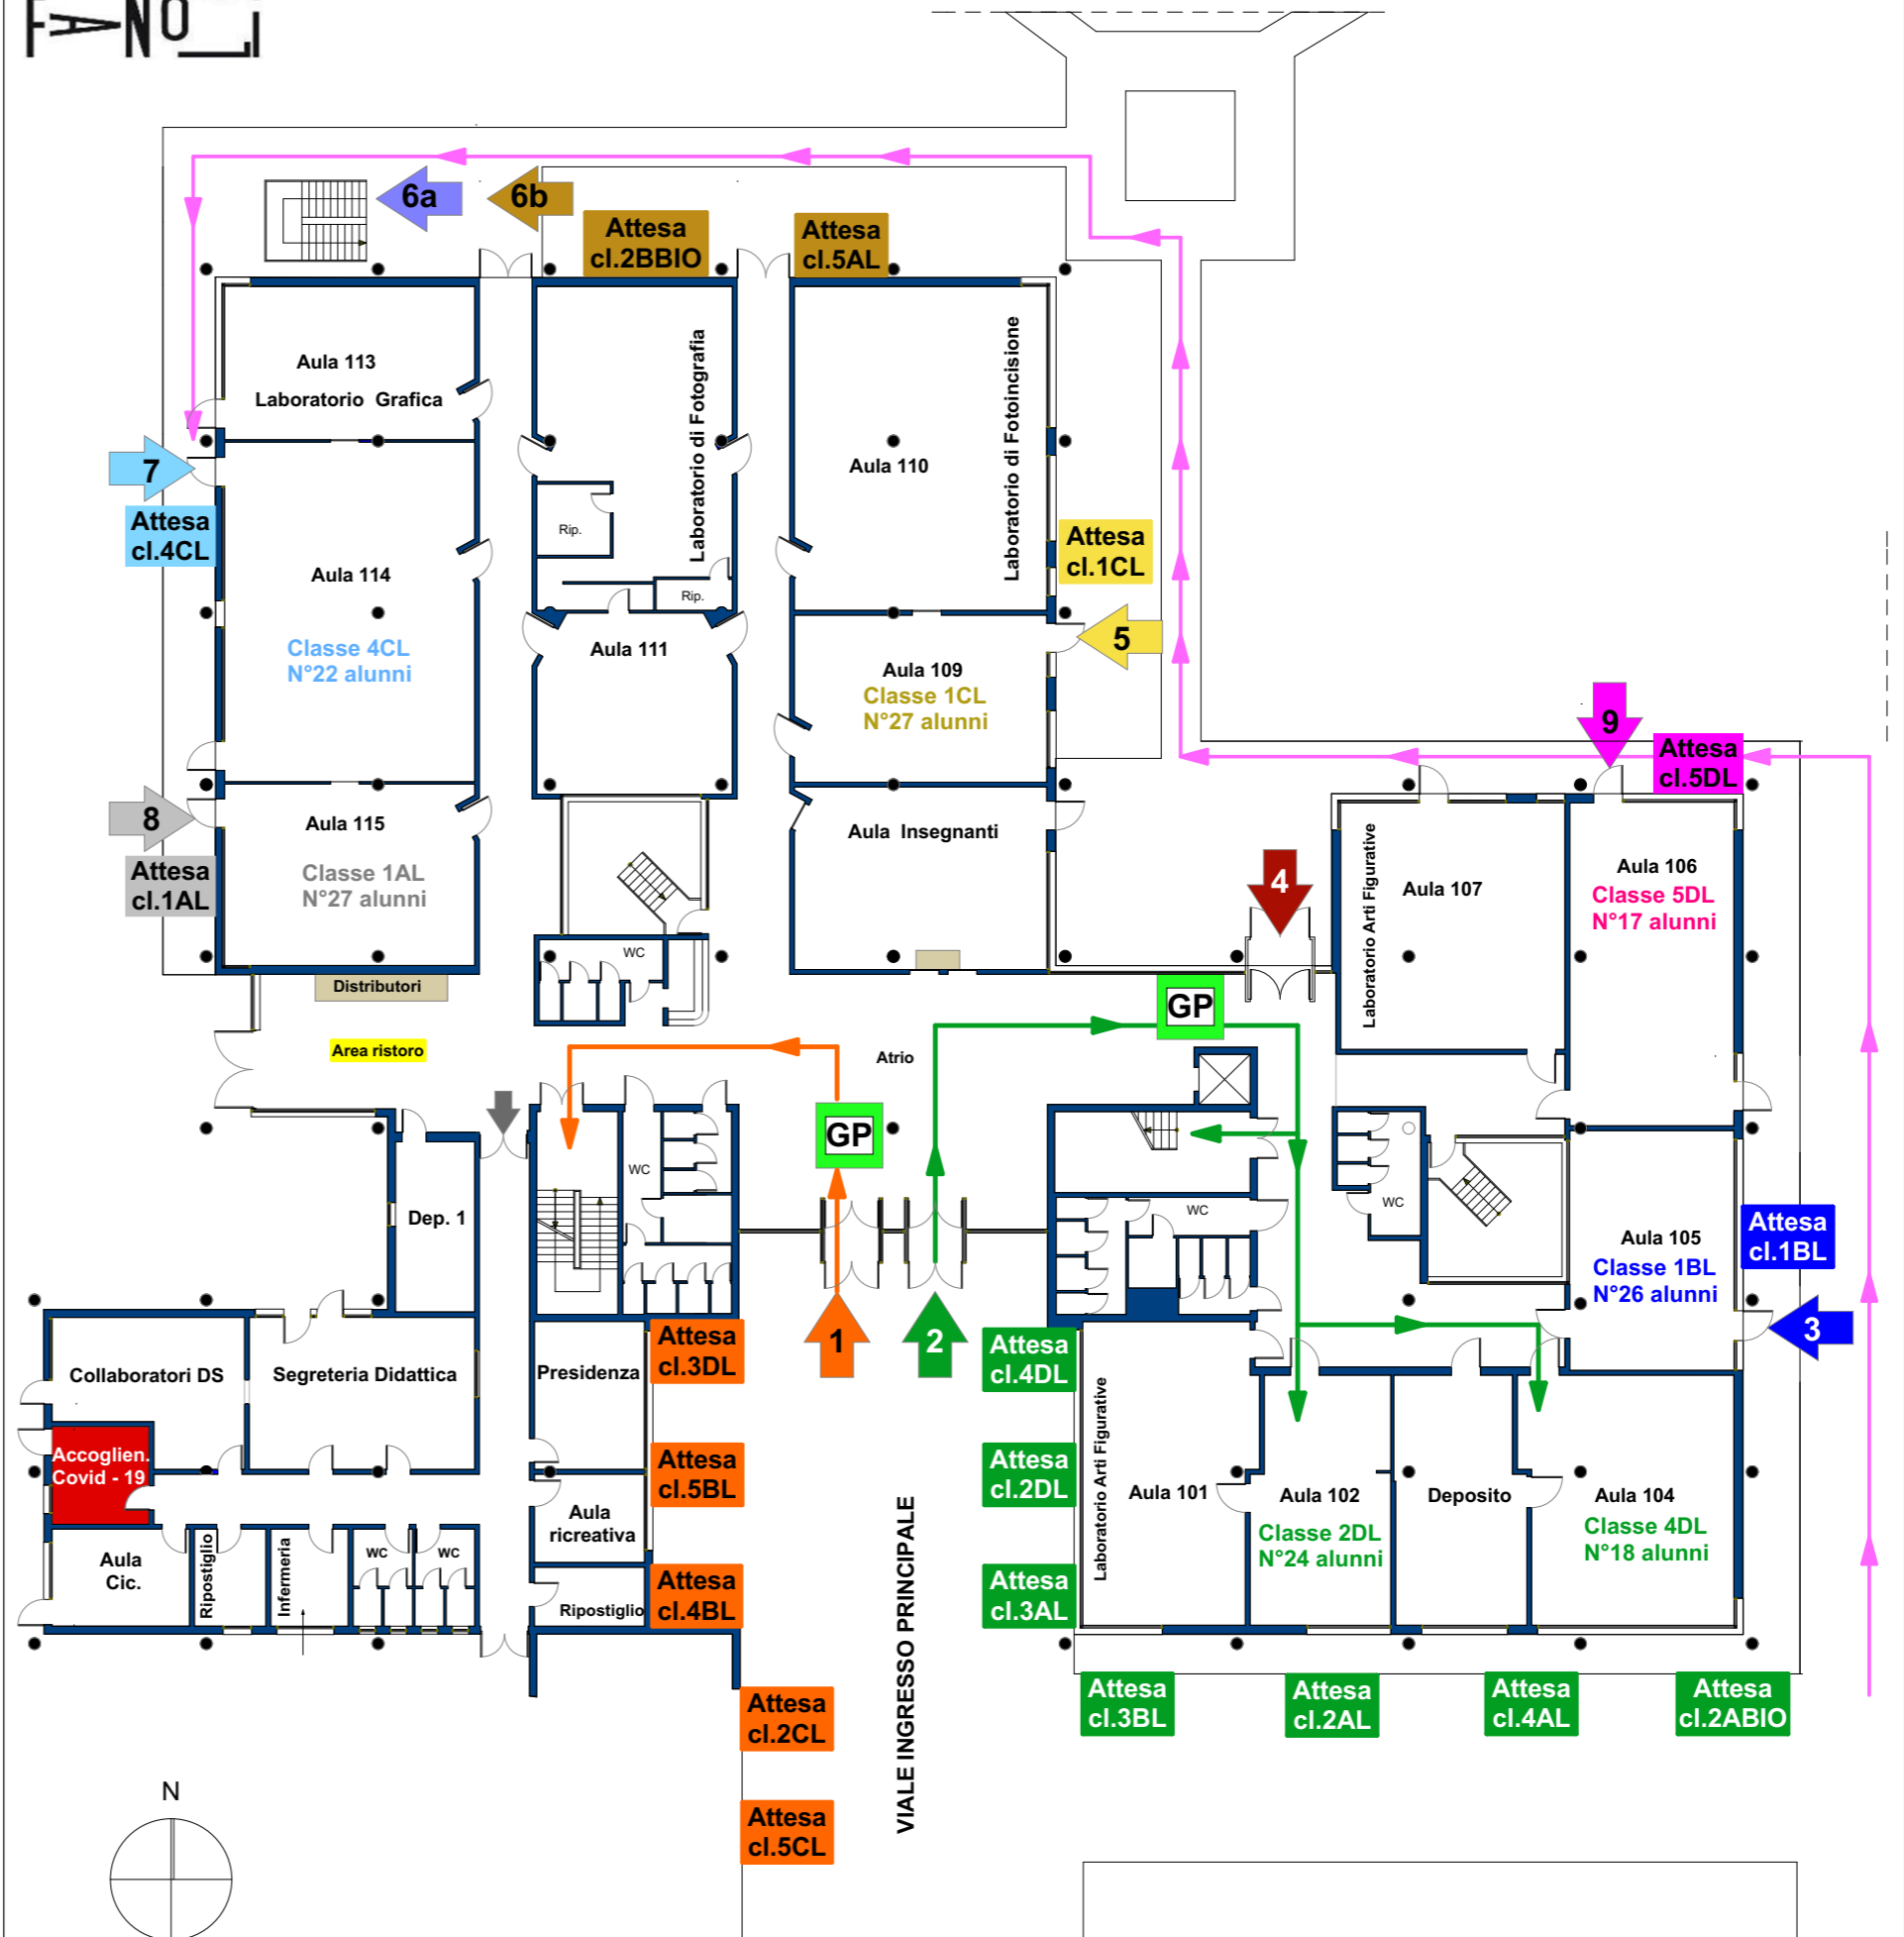 FANO
6a
6b
Attesa
cl.2BBIO
Attesa
cl.5AL
Aula 113
Laboratorio Grafica
Laboratorio di Fotografia
Laboratorio di Fotoincisione
Aula 110
7
Attesa
cl.4CL
Rip.
Attesa
cl.1CL
Aula 114
Rip.
Classe 4CL
N°22 alunni
Aula 111
5
Aula 109
Classe 1CL
N°27 alunni
9
Attesa
cl.5DL
8
Aula 115
Aula Insegnanti
Attesa
cl.1AL
Classe 1AL
N°27 alunni
4
Laboratorio Arti Figurative
Aula 107
Aula 106
Classe 5DL
N°17 alunni
WC
Distributori
GP
Area ristoro
Atrio
GP
WC
Dep. 1
WC
WC
Attesa
cl.1BL
Aula 105
Classe 1BL
N°26 alunni
3
1
2
Attesa
cl.3DL
Attesa
cl.4DL
Collaboratori DS
Segreteria Didattica
Presidenza
Accoglien.
Covid - 19
Attesa
cl.5BL
Attesa
cl.2DL
Laboratorio Arti Figurative
Aula 101
Aula 102
Classe 2DL
N°24 alunni
Deposito
Aula 104
Classe 4DL
N°18 alunni
Aula
ricreativa
Aula
Cic.
Ripostiglio
Infermeria
WC
WC
Ripostiglio
Attesa
cl.4BL
Attesa
cl.3AL
VIALE INGRESSO PRINCIPALE
Attesa
cl.3BL
Attesa
cl.2AL
Attesa
cl.4AL
Attesa
cl.2ABIO
Attesa
cl.2CL
Attesa
cl.5CL
N